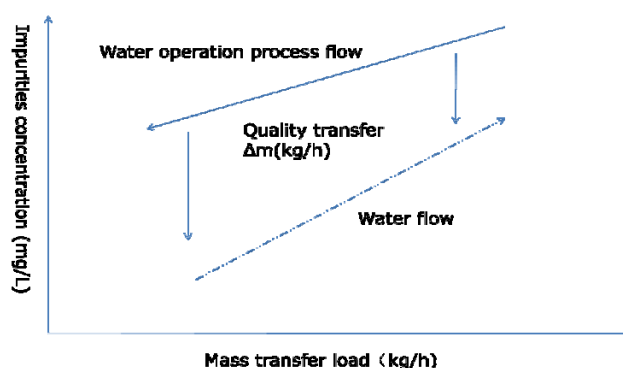 Impurities concentration (mg/L)
Water operation process flow
Quality transfer
Δm(kg/h)
Water flow
Mass transfer load（kg/h)